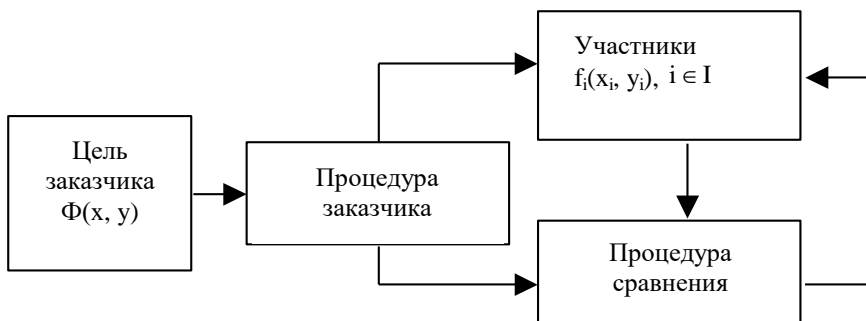 Участники
fᵢ(xᵢ, yᵢ), i ∈ I
Цель
заказчика
Φ(x, y)
Процедура
заказчика
Процедура
сравнения